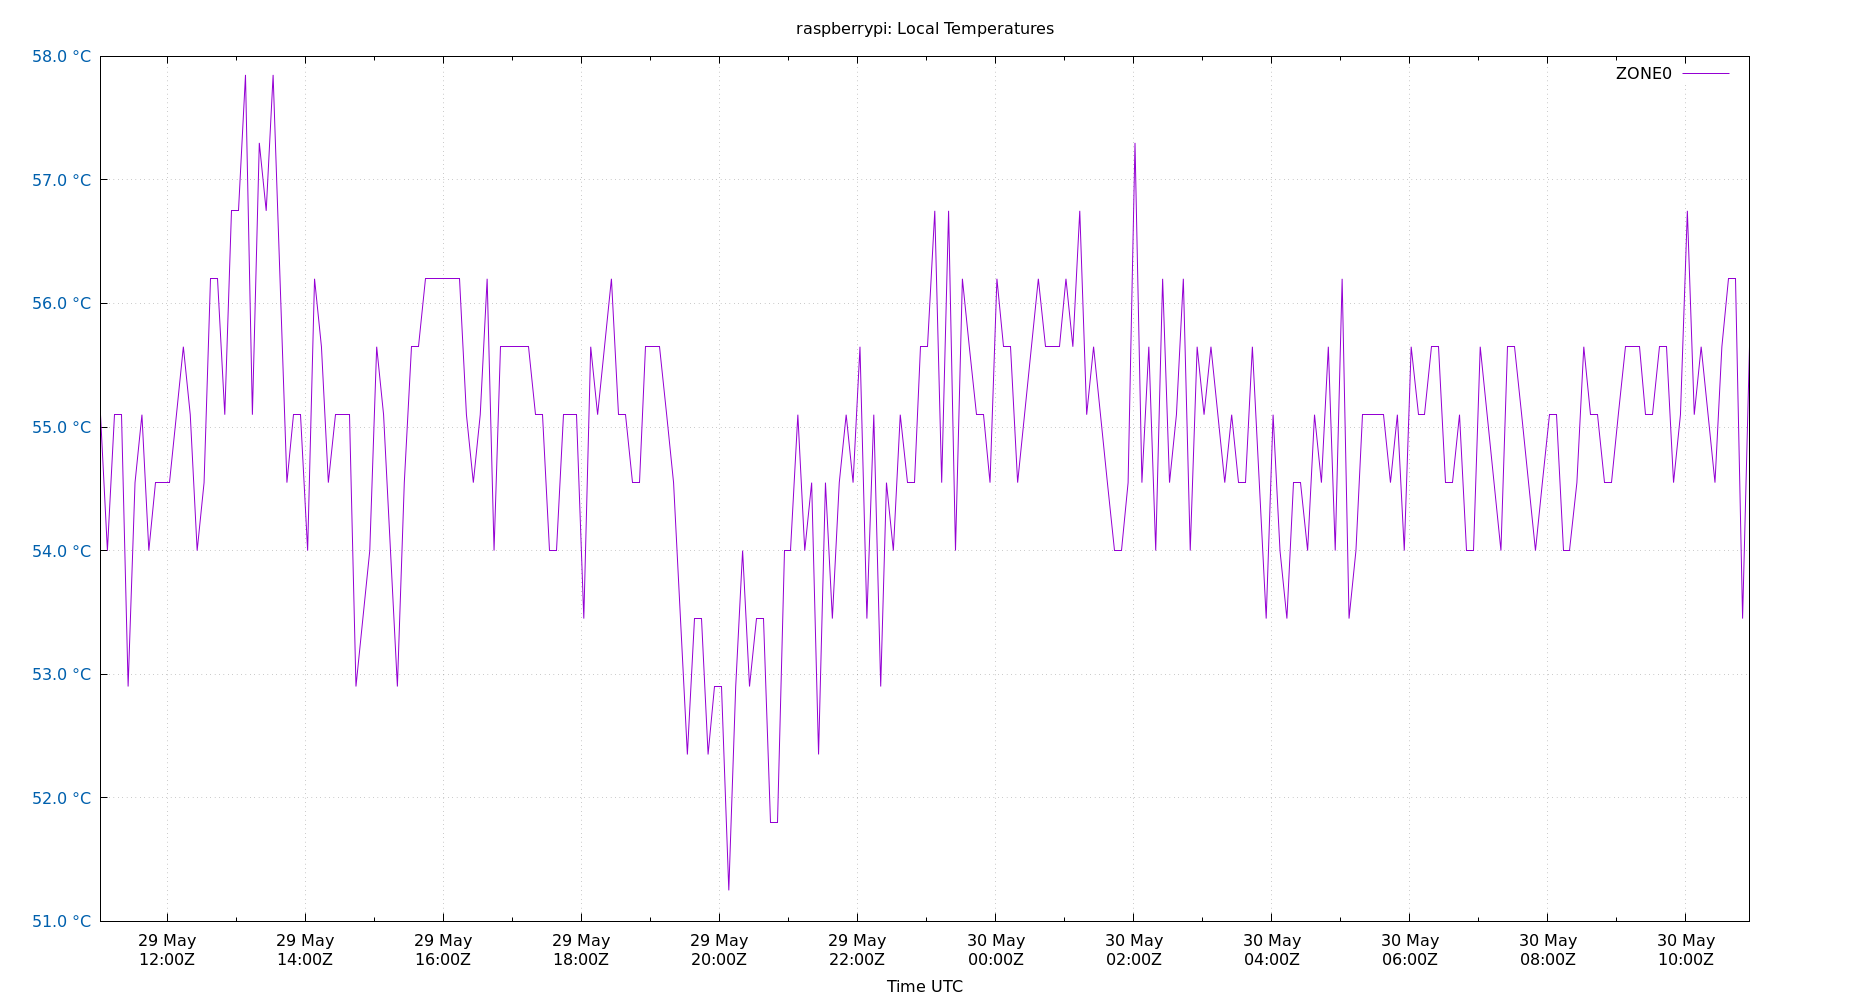 raspberrypi: Local Temperatures
58.0 °C
57.0 °C
56.0 °C
55.0 °C
54.0 °C
53.0 °C
52.0 °C
51.0 °C
ZONE0
29 May 29 May 29 May 29 May 29 May 29 May 30 May 30 May 30 May 30 May 30 May 30 May
12:00Z 14:00Z 16:00Z 18:00Z 20:00Z 22:00Z 00:00Z 02:00Z 04:00Z 06:00Z 08:00Z 10:00Z
Time UTC